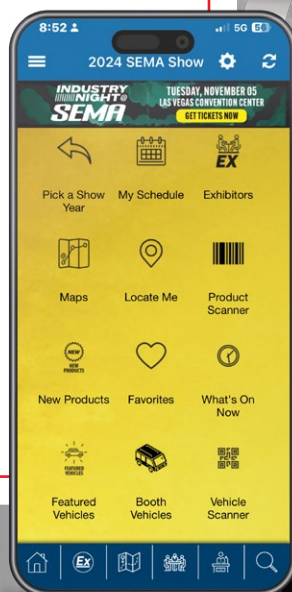 8:52
5G 50
2024 SEMA Show
INDUSTRY
NIGHT@
SEMA
TUESDAY, NOVEMBER 05
LAS VEGAS CONVENTION CENTER
GET TICKETS NOW
EX
Pick a Show
Year
My Schedule
Exhibitors
Maps
Locate Me
Product
Scanner
NEW
NEW
PRODUCTS
New Products
Favorites
What's On
Now
FEATURED
VEHICLES
Featured
Vehicles
Booth
Vehicles
Vehicle
Scanner
Ex